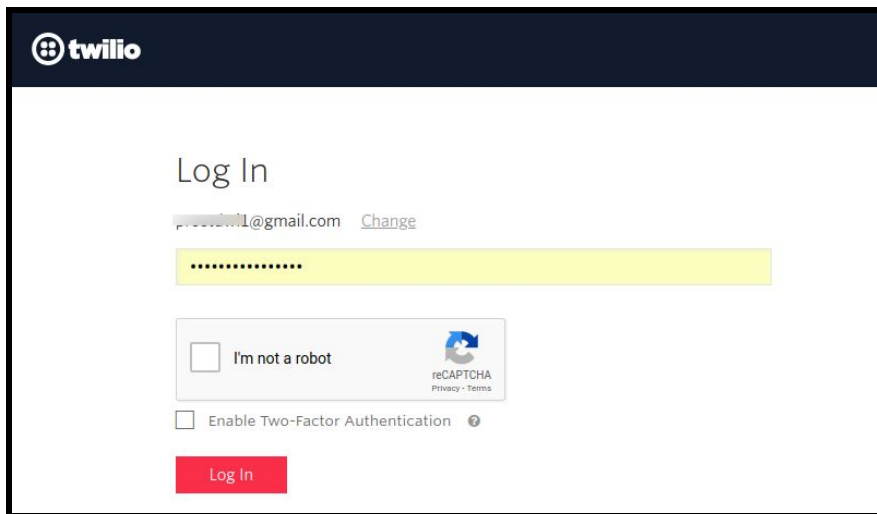 twilio
Log In
@gmail.com Change
••••••••••••••••
I'm not a robot
reCAPTCHA
Privacy - Terms
Enable Two-Factor Authentication
Log In